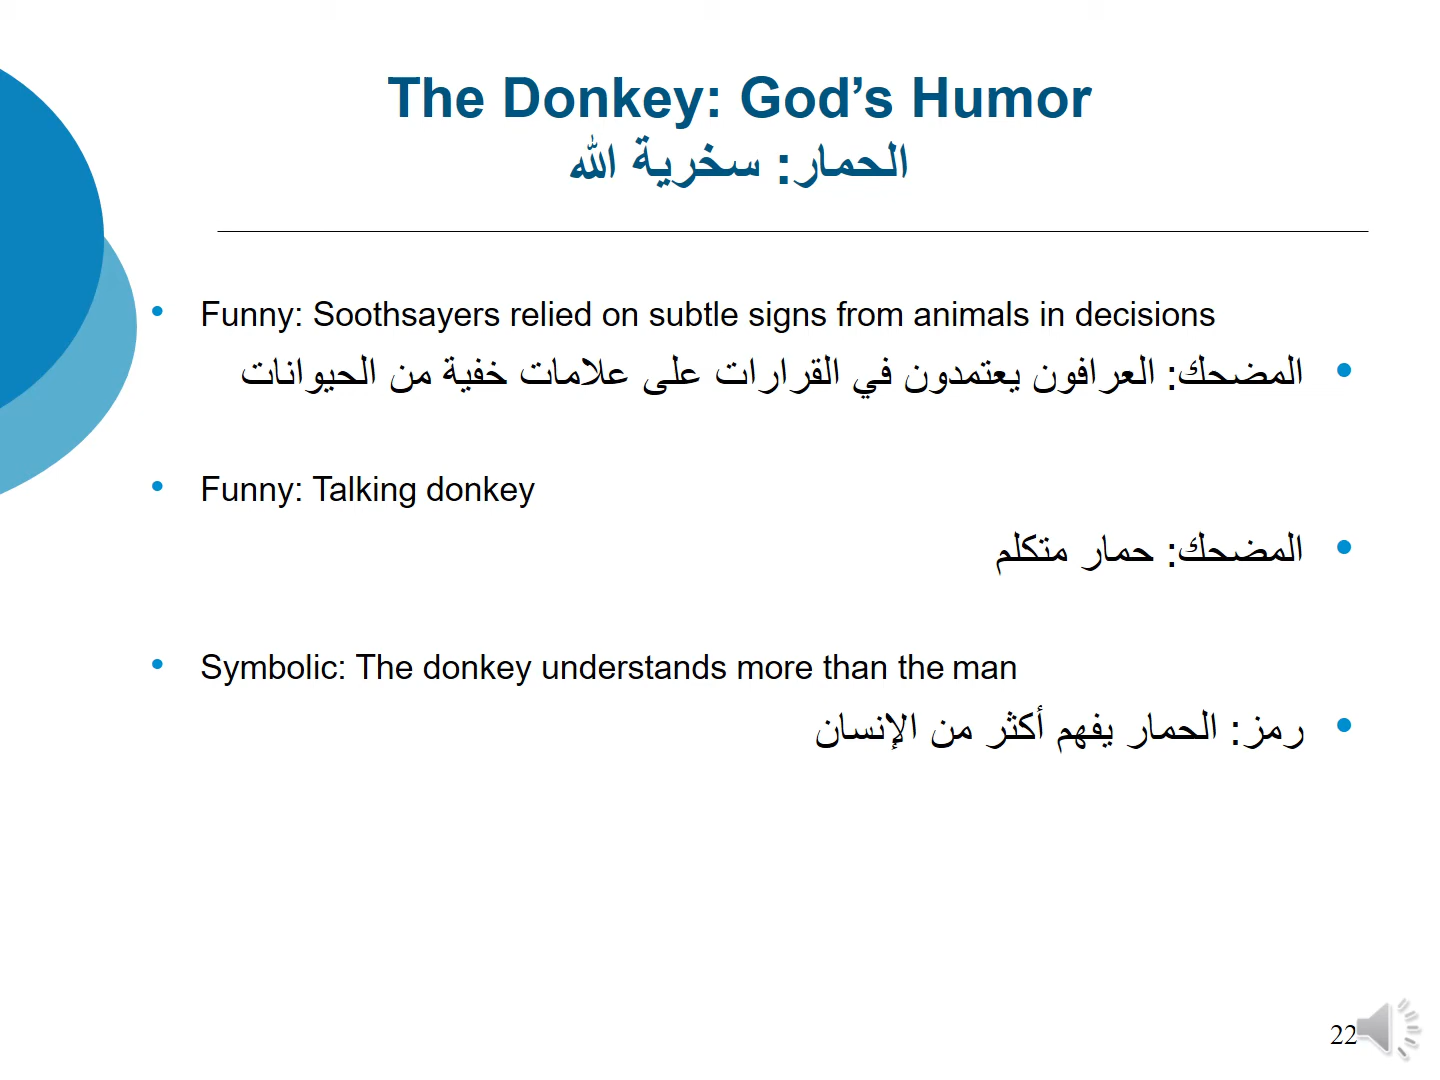 The Donkey: God’s Humor
الحمار: سخرية الله
• Funny: Soothsayers relied on subtle signs from animals in decisions
• المضحك: العرافون يعتمدون في القرارات على علامات خفية من الحيوانات
• Funny: Talking donkey
• المضحك: حمار متكلم
• Symbolic: The donkey understands more than the man
• رمز: الحمار يفهم أكثر من الإنسان
22